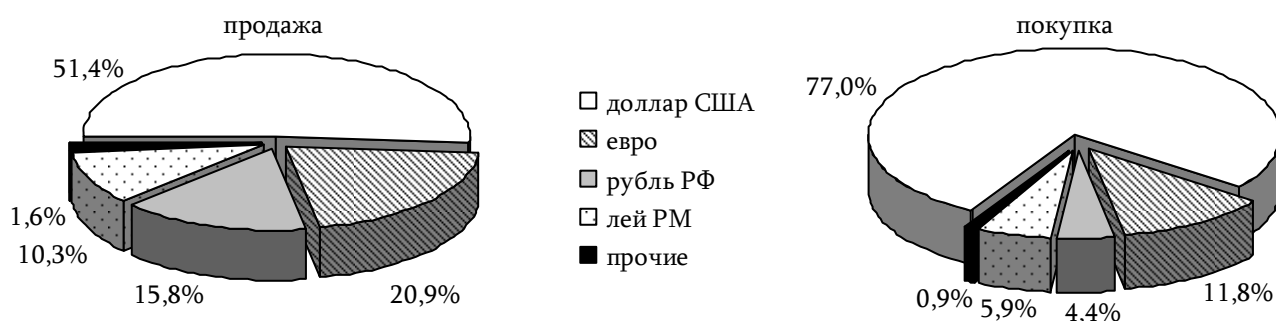 продажа
51,4%
1,6%
10,3%
15,8%
20,9%
доллар США
евро
рубль РФ
лей РМ
прочие
покупка
77,0%
0,9%
5,9%
4,4%
11,8%